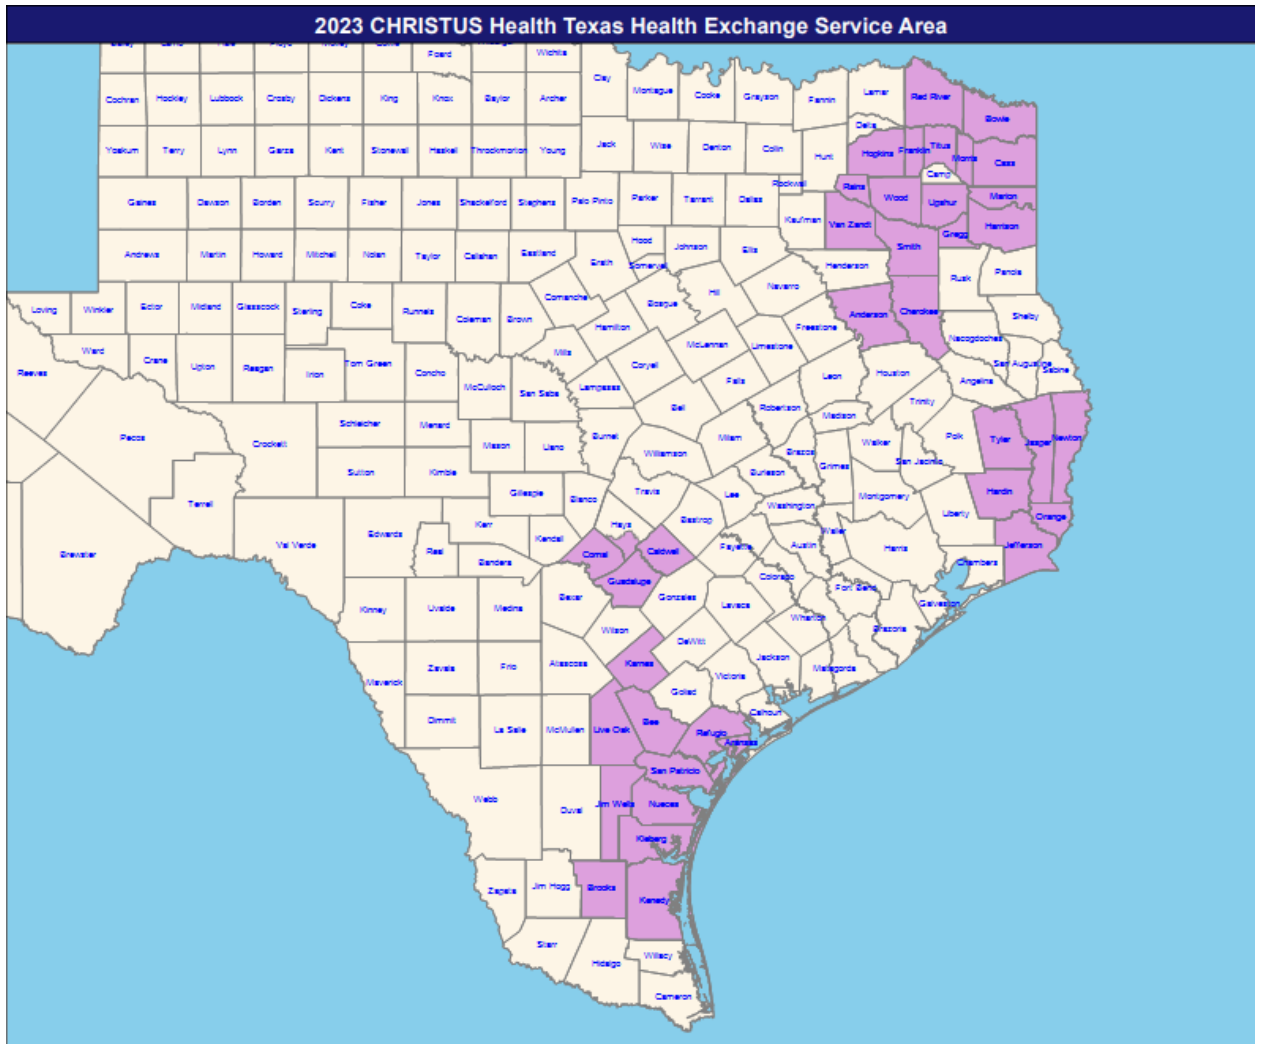 2023 CHRISTUS Health Texas Health Exchange Service Area
Foard Wichita
Clay Montague Cooke Grayson Fannin Lamar Red River Bowie
Cochran Hockley Lubbock Crosby Dickens King Knox Baylor Archer
Delta
Yoakum Terry Lynn Garza Kent Stonewall Haskell Throckmorton Young Jack Wise Denton Collin Hunt Hopkins Franklin Titus Morris Cass
Camp
Rockwall Rains Wood Upshur Marion
Gaines Dawson Borden Scurry Fisher Jones Shackelford Stephens Palo Pinto Parker Tarrant Dallas
Kaufman Van Zandt Gregg Harrison
Andrews Martin Howard Mitchell Nolan Taylor Callahan Eastland Erath Hood Johnson Ellis Smith
Somervell Henderson Rusk Panola
Loving Winkler Ector Midland Glasscock Sterling Coke Runnels Coleman Brown Comanche Bosque Hill Navarro
Anderson Cherokee Shelby
Hamilton Freestone
Ward Crane Upton Reagan Irion Tom Green Concho Mills McLennan Limestone Nacogdoches
Reeves McCulloch San Saba Lampasas Coryell Falls Leon Houston Angelina San Augustine Sabine
Pecos Crockett Schleicher Menard Mason Llano Burnet Bell Milam Robertson Madison Trinity
Walker Polk Tyler Jasper Newton
Sutton Kimble Williamson Brazos Grimes San Jacinto
Burleson
Terrell Gillespie Blanco Travis Lee Washington Montgomery Liberty Hardin
Orange
Brewster Val Verde Edwards Kerr Kendall Hays Bastrop Austin Waller Harris Jefferson
Real Bandera Comal Caldwell Fayette Chambers
Guadalupe Colorado Fort Bend
Kinney Uvalde Medina Bexar Gonzales Lavaca Wharton Galveston
Wilson DeWitt Brazoria
Maverick Zavala Frio Atascosa Karnes Jackson Matagorda
Goliad Victoria
Dimmit La Salle McMullen Live Oak Bee Refugio Calhoun
Aransas
San Patricio
Webb Duval Jim Wells Nueces
Kleberg
Zapata Jim Hogg Brooks Kenedy
Starr Hidalgo Willacy
Cameron